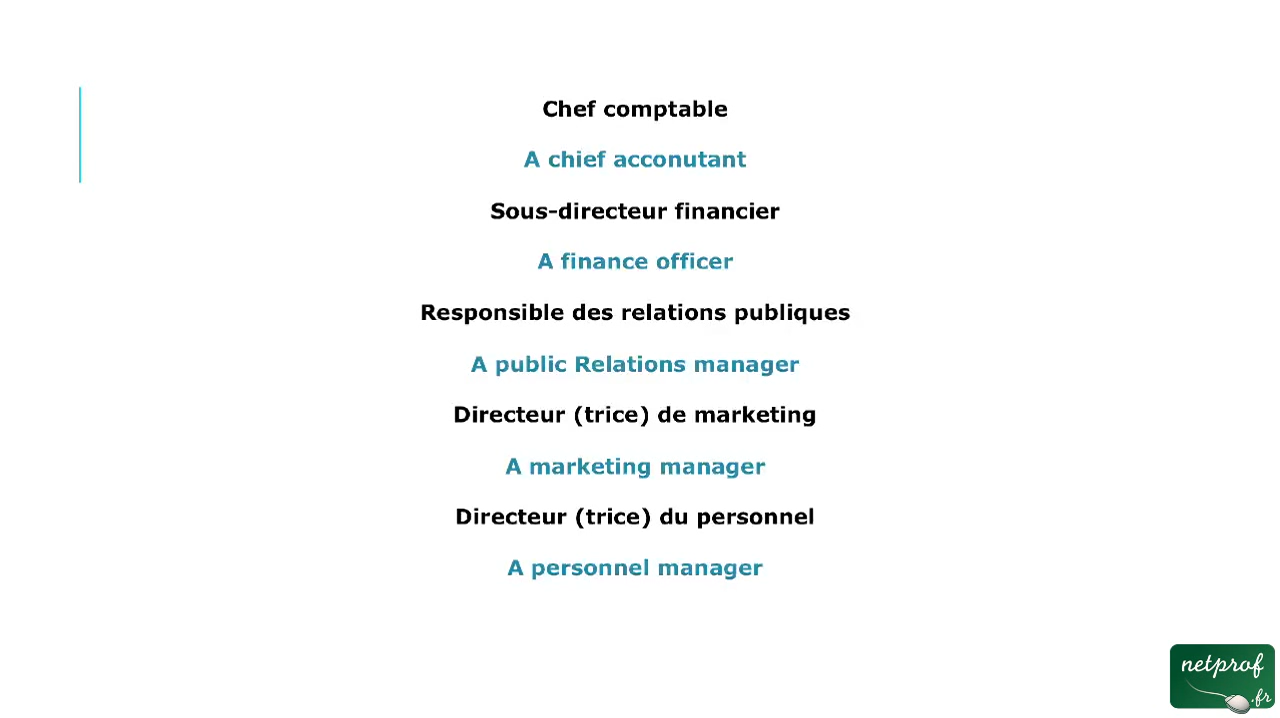 Chef comptable
A chief acconutant
Sous-directeur financier
A finance officer
Responsible des relations publiques
A public Relations manager
Directeur (trice) de marketing
A marketing manager
Directeur (trice) du personnel
A personnel manager
netprof
.fr